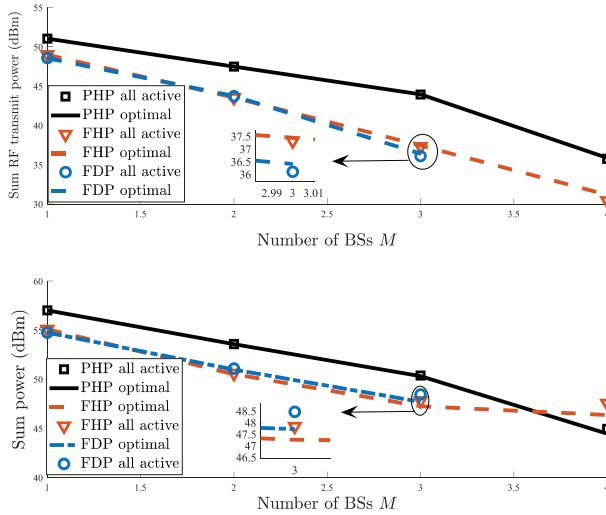 Sum RF transmit power (dBm)
55
50
45
40
35
30
PHP all active
PHP optimal
FHP all active
FHP optimal
FDP all active
FDP optimal
37.5
37
36.5
36
2.99 3 3.01
1 1.5 2 2.5 3 3.5 4
Number of BSs M
Sum power (dBm)
60
55
50
45
40
PHP all active
PHP optimal
FHP optimal
FHP all active
FDP optimal
FDP all active
48.5
48
47.5
47
46.5
3
1 1.5 2 2.5 3 3.5 4
Number of BSs M